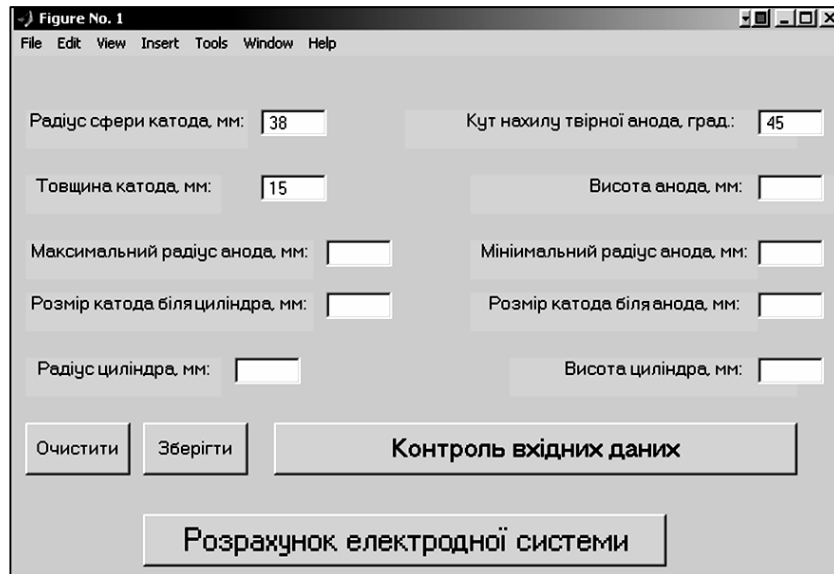 Figure No. 1
File Edit View Insert Tools Window Help
Радіус сфери катода, мм: 38 Кут нахилу твірної анода, град.: 45
Товщина катода, мм: 15 Висота анода, мм:
Максимальний радіус анода, мм: Мініимальний радіус анода, мм:
Розмір катода біля циліндра, мм: Розмір катода біля анода, мм:
Радіус циліндра, мм: Висота циліндра, мм:
Очистити Зберігти Контроль вхідних даних
Розрахунок електродної системи